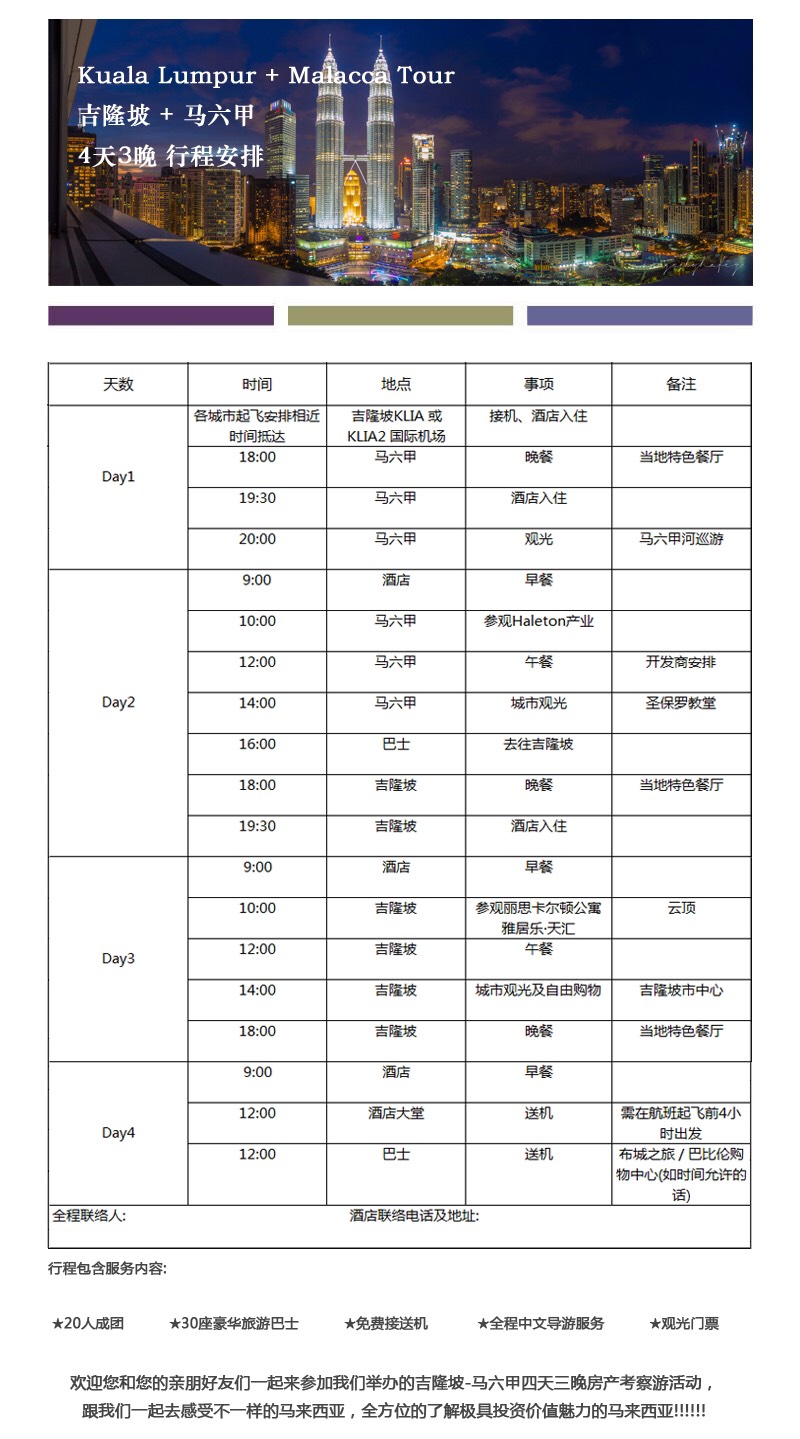 Kuala Lumpur + Malacca Tour
吉隆坡 + 马六甲
4天3晚 行程安排
天数 时间 地点 事项 备注
Day1
各城市起飞安排相近 吉隆坡KLIA 或 接机、酒店入住
时间抵达 KLIA2 国际机场
18:00 马六甲 晚餐 当地特色餐厅
19:30 马六甲 酒店入住
20:00 马六甲 观光 马六甲河巡游
Day2
9:00 酒店 早餐
10:00 马六甲 参观Haleton产业
12:00 马六甲 午餐 开发商安排
14:00 马六甲 城市观光 圣保罗教堂
16:00 巴士 去往吉隆坡
18:00 吉隆坡 晚餐 当地特色餐厅
19:30 吉隆坡 酒店入住
Day3
9:00 酒店 早餐
10:00 吉隆坡 参观丽思卡尔顿公寓 云顶
雅居乐·天汇
12:00 吉隆坡 午餐
14:00 吉隆坡 城市观光及自由购物 吉隆坡市中心
18:00 吉隆坡 晚餐 当地特色餐厅
Day4
9:00 酒店 早餐
12:00 酒店大堂 送机 需在航班起飞前4小
时出发
12:00 巴士 送机 布城之旅 / 巴比伦购
物中心(如时间允许的
话)
全程联络人: 酒店联络电话及地址:
行程包含服务内容:
★20人成团 ★30座豪华旅游巴士 ★免费接送机 ★全程中文导游服务 ★观光门票
欢迎您和您的亲朋好友们一起来参加我们举办的吉隆坡-马六甲四天三晚房产考察游活动，
跟我们一起去感受不一样的马来西亚，全方位的了解极具投资价值魅力的马来西亚!!!!!!